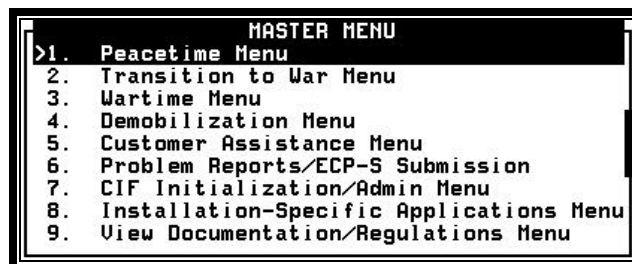 MASTER MENU
>1. Peacetime Menu
2. Transition to War Menu
3. Wartime Menu
4. Demobilization Menu
5. Customer Assistance Menu
6. Problem Reports/ECP-S Submission
7. CIF Initialization/Admin Menu
8. Installation-Specific Applications Menu
9. View Documentation/Regulations Menu